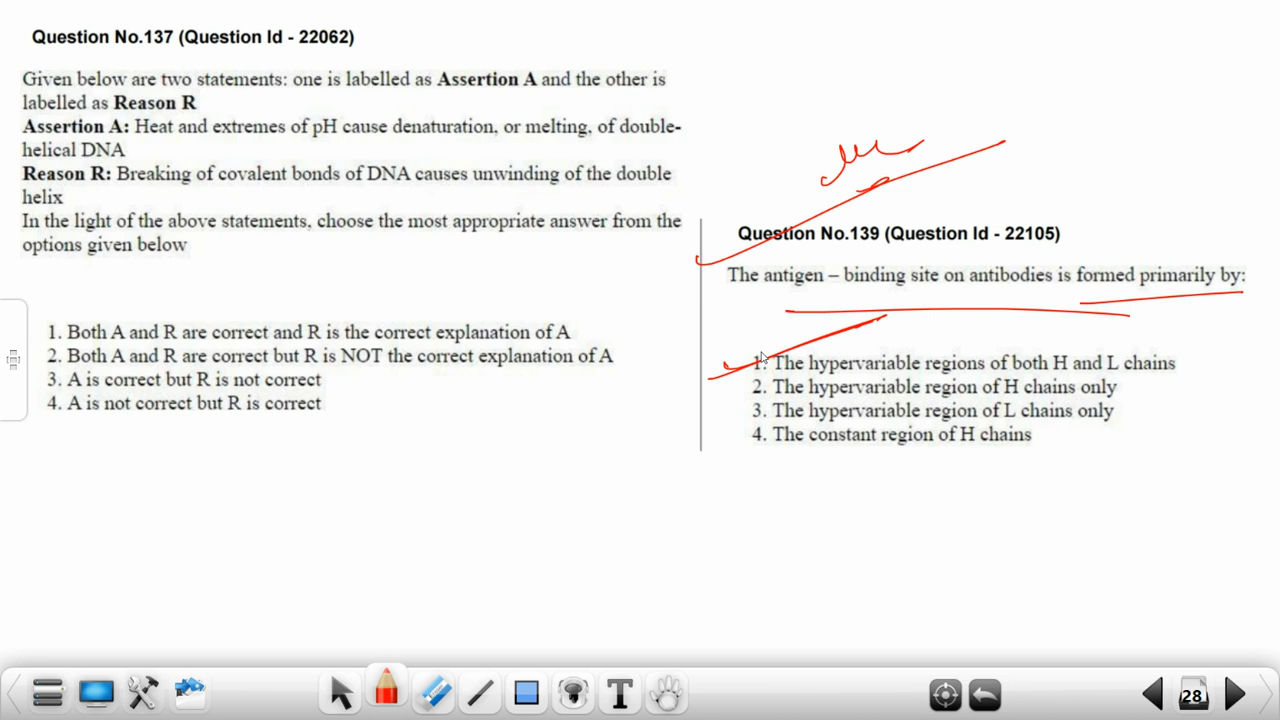 Question No.137 (Question Id - 22062)
Given below are two statements: one is labelled as Assertion A and the other is
labelled as Reason R
Assertion A: Heat and extremes of pH cause denaturation, or melting, of double-
helical DNA
Reason R: Breaking of covalent bonds of DNA causes unwinding of the double
helix
In the light of the above statements, choose the most appropriate answer from the
options given below
1. Both A and R are correct and R is the correct explanation of A
2. Both A and R are correct but R is NOT the correct explanation of A
3. A is correct but R is not correct
4. A is not correct but R is correct
Question No.139 (Question Id - 22105)
The antigen – binding site on antibodies is formed primarily by:
1. The hypervariable regions of both H and L chains
2. The hypervariable region of H chains only
3. The hypervariable region of L chains only
4. The constant region of H chains
T
28